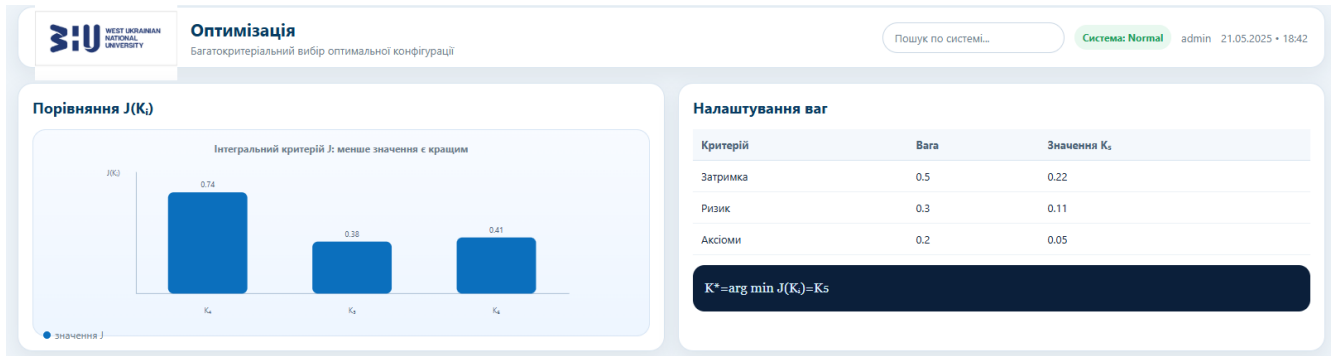 WEST UKRAINIAN
NATIONAL
UNIVERSITY
Оптимізація
Багатокритеріальний вибір оптимальної конфігурації
Пошук по системі...
Система: Normal
admin
21.05.2025 • 18:42
Порівняння J(Kᵢ)
Інтегральний критерій J: менше значення є кращим
J(Kᵢ)
0.74
0.38
0.41
K₄
K₅
K₆
значення J
Налаштування ваг
Критерій Вага Значення K₅
Затримка 0.5 0.22
Ризик 0.3 0.11
Аксіоми 0.2 0.05
K*=arg min J(Kᵢ)=K₅